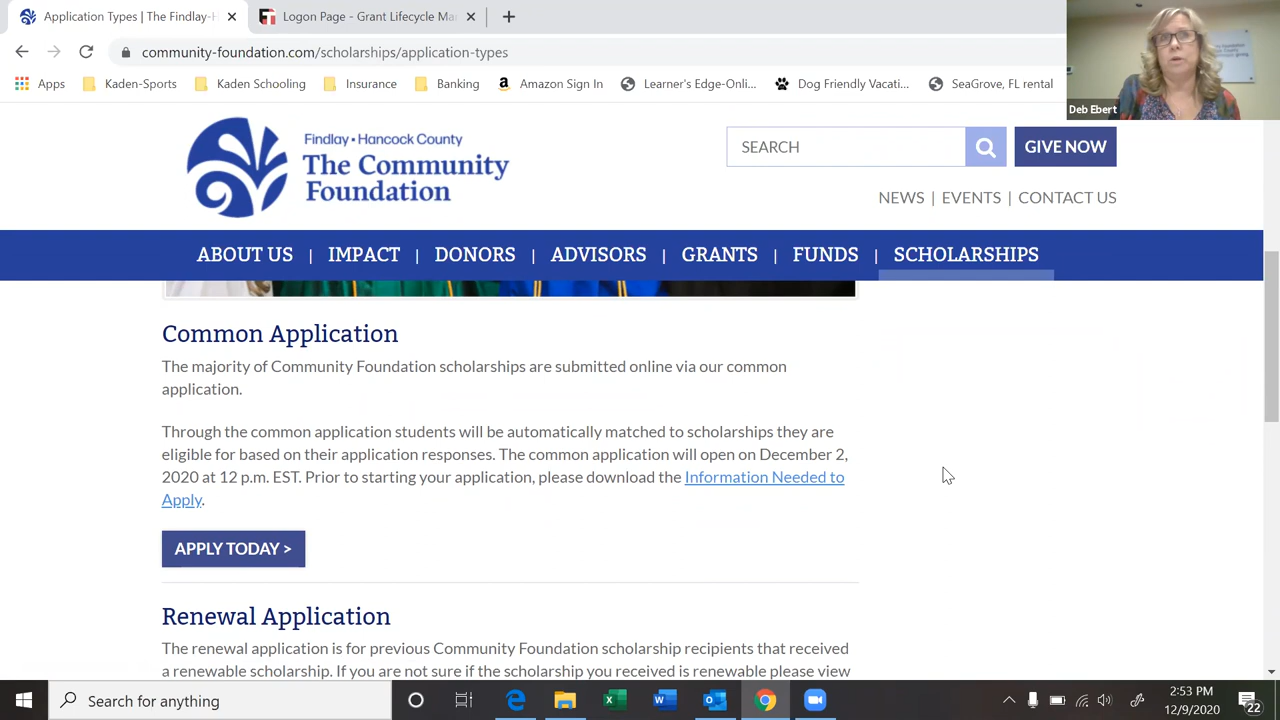 Application Types | The Findlay-H
Logon Page - Grant Lifecycle Ma
community-foundation.com/scholarships/application-types
Apps
Kaden-Sports
Kaden Schooling
Insurance
Banking
Amazon Sign In
Learner's Edge-Onli...
Dog Friendly Vacati...
SeaGrove, FL rental
Deb Ebert
Findlay • Hancock County
The Community
Foundation
SEARCH
GIVE NOW
NEWS | EVENTS | CONTACT US
ABOUT US | IMPACT | DONORS | ADVISORS | GRANTS | FUNDS | SCHOLARSHIPS
Common Application
The majority of Community Foundation scholarships are submitted online via our common
application.
Through the common application students will be automatically matched to scholarships they are
eligible for based on their application responses. The common application will open on December 2,
2020 at 12 p.m. EST. Prior to starting your application, please download the Information Needed to
Apply.
APPLY TODAY >
Renewal Application
The renewal application is for previous Community Foundation scholarship recipients that received
a renewable scholarship. If you are not sure if the scholarship you received is renewable please view
Search for anything
2:53 PM
12/9/2020
22